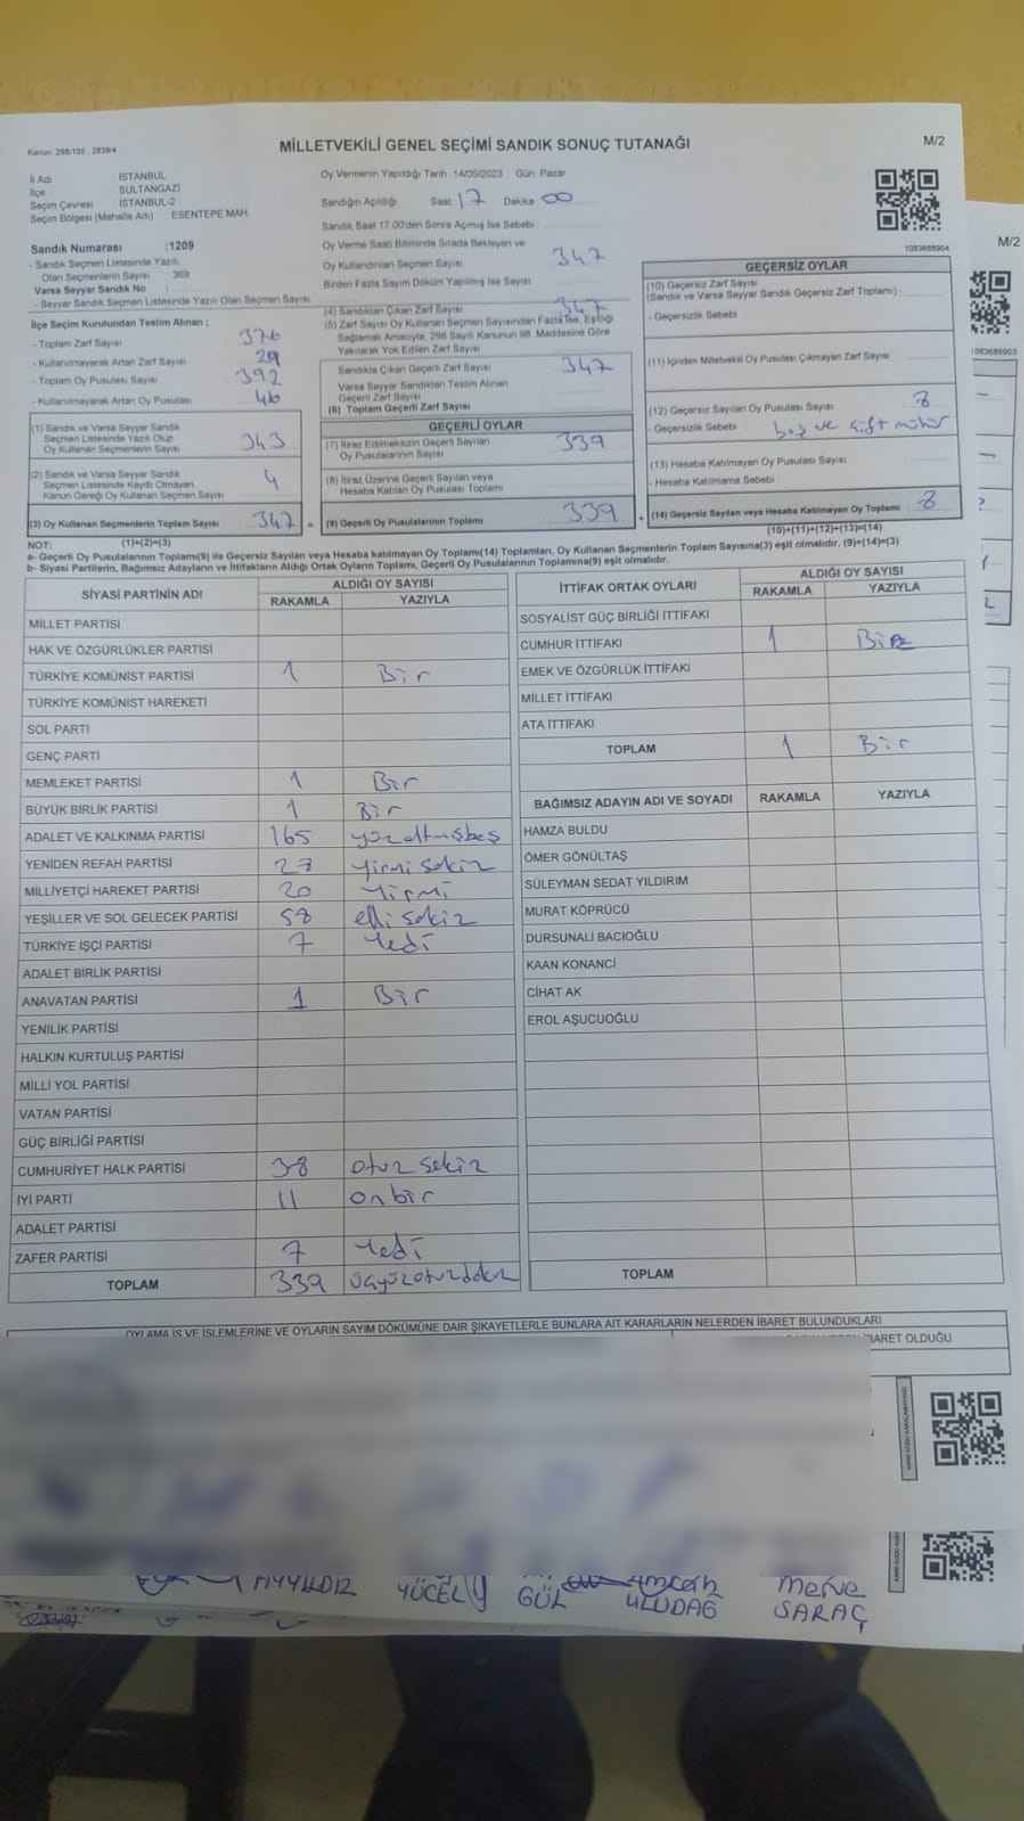 Kanun: 298/105 , 2839/4
MİLLETVEKİLİ GENEL SEÇİMİ SANDIK SONUÇ TUTANAĞI
M/2
İl Adı : İSTANBUL
İlçe : SULTANGAZİ
Seçim Çevresi : İSTANBUL-2
Seçim Bölgesi (Mahalle Adı) : ESENTEPE MAH.
Sandık Numarası :1209
- Sandık Seçmen Listesinde Yazılı
Olan Seçmenlerin Sayısı : 369
Varsa Seyyar Sandık No :
- Seyyar Sandık Seçmen Listesinde Yazılı Olan Seçmen Sayısı
Oy Vermenin Yapıldığı Tarih :14/05/2023 Gün: Pazar
Sandığın Açıldığı Saat 17 Dakika 00
Sandık Saat 17.00'den Sonra Açılmış İse Sebebi
Oy Verme Saati Bitiminde Sırada Bekleyen ve
Oy Kullandırılan Seçmen Sayısı 347
Birden Fazla Sayım Döküm Yapılmış İse Sayısı
1083688904
İlçe Seçim Kurulundan Teslim Alınan ;
- Toplam Zarf Sayısı 376
- Kullanılmayarak Artan Zarf Sayısı 29
- Toplam Oy Pusulası Sayısı 392
- Kullanılmayarak Artan Oy Pusulası 46
(1) Sandık ve Varsa Seyyar Sandık
Seçmen Listesinde Yazılı Olup
Oy Kullanan Seçmenlerin Sayısı 343
(2) Sandık ve Varsa Seyyar Sandık
Seçmen Listesinde Kaydı Olmayan
Kanun Gereği Oy Kullanan Seçmen Sayısı 4
(3) Oy Kullanan Seçmenlerin Toplam Sayısı 347
(1)+(2)=(3)
(4) Sandıktan Çıkan Zarf Sayısı 347
(5) Zarf Sayısı Oy Kullanan Seçmen Sayısından Fazla İse, Eşitliği
Sağlamak Amacıyla, 298 Sayılı Kanunun 98. Maddesine Göre
Yakılarak Yok Edilen Zarf Sayısı
Sandıkta Çıkan Geçerli Zarf Sayısı 347
Varsa Seyyar Sandıktan Teslim Alınan
Geçerli Zarf Sayısı
(6) Toplam Geçerli Zarf Sayısı
GEÇERLİ OYLAR
(7) İtiraz Edilmeksizin Geçerli Sayılan
Oy Pusulalarının Sayısı 339
(8) İtiraz Üzerine Geçerli Sayılan veya
Hesaba Katılan Oy Pusulası Toplamı
(9) Geçerli Oy Pusulalarının Toplamı 339
GEÇERSİZ OYLAR
(10) Geçersiz Zarf Sayısı
(Sandık ve Varsa Seyyar Sandık Geçersiz Zarf Toplamı)
- Geçersizlik Sebebi
(11) İçinden Milletvekili Oy Pusulası Çıkmayan Zarf Sayısı
(12) Geçersiz Sayılan Oy Pusulası Sayısı 8
- Geçersizlik Sebebi boş ve çift mühür
(13) Hesaba Katılmayan Oy Pusulası Sayısı
- Hesaba Katılmama Sebebi
(14) Geçersiz Sayılan veya Hesaba Katılmayan Oy Toplamı 8
(10)+(11)+(12)+(13)=(14)
NOT:
a- Geçerli Oy Pusulalarının Toplamı(9) ile Geçersiz Sayılan veya Hesaba katılmayan Oy Toplamı(14) Toplamları, Oy Kullanan Seçmenlerin Toplam Sayısına(3) eşit olmalıdır. (9)+(14)=(3)
b- Siyasi Partilerin, Bağımsız Adayların ve İttifakların Aldığı Ortak Oyların Toplamı, Geçerli Oy Pusulalarının Toplamına(9) eşit olmalıdır.
SİYASİ PARTİNİN ADI ALDIĞI OY SAYISI
RAKAMLA YAZIYLA
MİLLET PARTİSİ
HAK VE ÖZGÜRLÜKLER PARTİSİ
TÜRKİYE KOMÜNİST PARTİSİ 1 Bir
TÜRKİYE KOMÜNİST HAREKETİ
SOL PARTİ
GENÇ PARTİ
MEMLEKET PARTİSİ 1 Bir
BÜYÜK BİRLİK PARTİSİ 1 Bir
ADALET VE KALKINMA PARTİSİ 165 yüzaltmışbeş
YENİDEN REFAH PARTİSİ 27 yirmi sekiz
MİLLİYETÇİ HAREKET PARTİSİ 20 Yirmi
YEŞİLLER VE SOL GELECEK PARTİSİ 58 elli sekiz
TÜRKİYE İŞÇİ PARTİSİ 7 Yedi
ADALET BİRLİK PARTİSİ
ANAVATAN PARTİSİ 1 Bir
YENİLİK PARTİSİ
HALKIN KURTULUŞ PARTİSİ
MİLLİ YOL PARTİSİ
VATAN PARTİSİ
GÜÇ BİRLİĞİ PARTİSİ
CUMHURİYET HALK PARTİSİ 38 otuz sekiz
İYİ PARTİ 11 onbir
ADALET PARTİSİ
ZAFER PARTİSİ 7 Yedi
TOPLAM 339
İTTİFAK ORTAK OYLARI ALDIĞI OY SAYISI
RAKAMLA YAZIYLA
SOSYALİST GÜÇ BİRLİĞİ İTTİFAKI
CUMHUR İTTİFAKI 1 Bir
EMEK VE ÖZGÜRLÜK İTTİFAKI
MİLLET İTTİFAKI
ATA İTTİFAKI
TOPLAM 1 Bir
BAĞIMSIZ ADAYIN ADI VE SOYADI RAKAMLA YAZIYLA
HAMZA BULDU
ÖMER GÖNÜLTAŞ
SÜLEYMAN SEDAT YILDIRIM
MURAT KÖPRÜCÜ
DURSUNALİ BACIOĞLU
KAAN KONANCİ
CİHAT AK
EROL AŞUCUOĞLU
TOPLAM
OYLAMA İŞ VE İŞLEMLERİNE VE OYLARIN SAYIM DÖKÜMÜNE DAİR ŞİKAYETLERLE BUNLARA AİT KARARLARIN NELERDEN İBARET BULUNDUKLARI
BARET OLDUĞU
AYYILDIZ YÜCEL GÜL ULUDAĞ Merve SARAÇ
M/2
1083688903